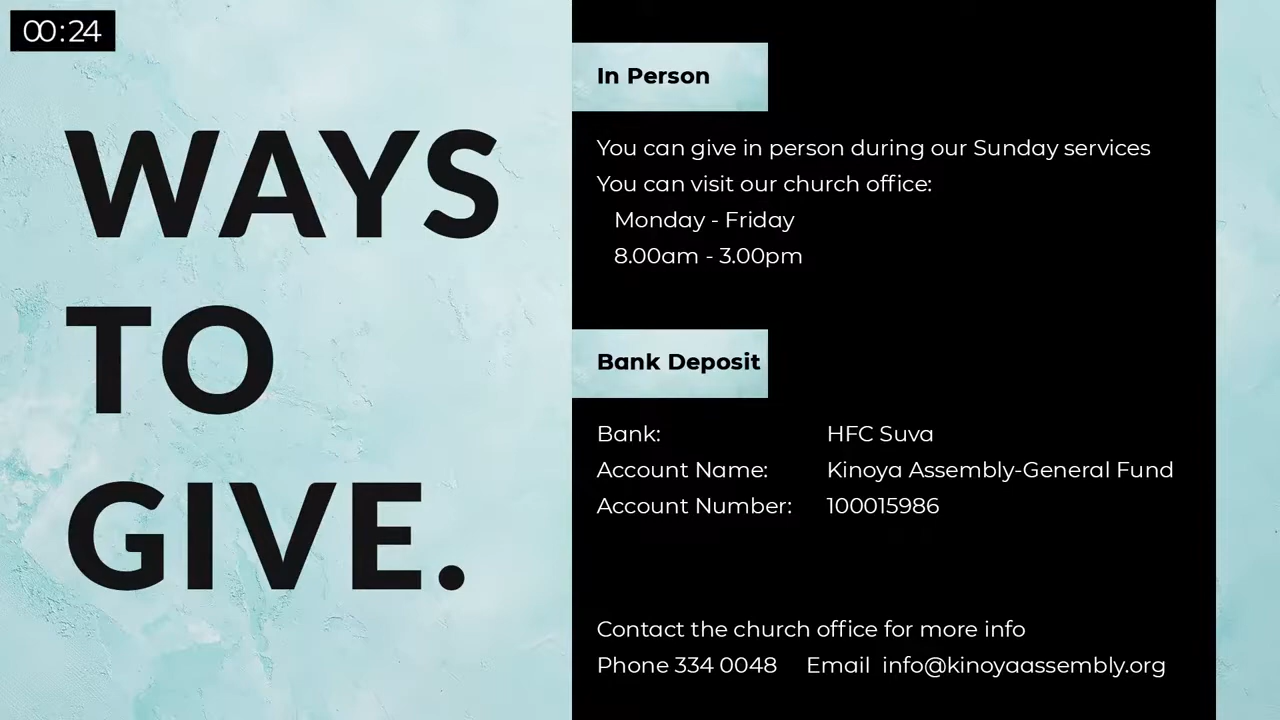 00:24
WAYS
TO
GIVE.
In Person
You can give in person during our Sunday services
You can visit our church office:
Monday - Friday
8.00am - 3.00pm
Bank Deposit
Bank: HFC Suva
Account Name: Kinoya Assembly-General Fund
Account Number: 100015986
Contact the church office for more info
Phone 334 0048 Email info@kinoyaassembly.org